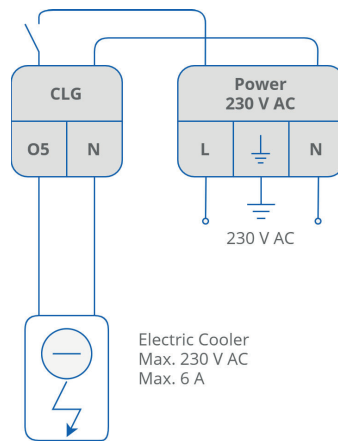 CLG
O5
N
Power
230 V AC
L
N
230 V AC
Electric Cooler
Max. 230 V AC
Max. 6 A